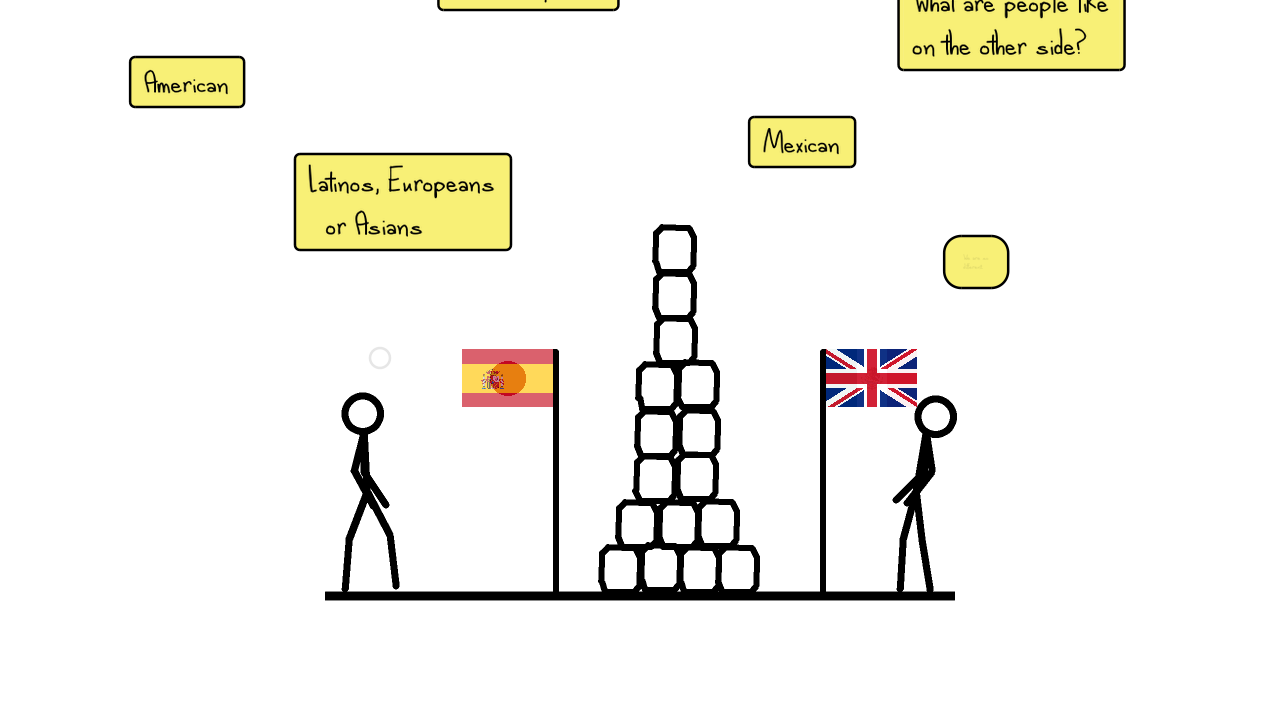 What are people like
on the other side?
American
Mexican
Latinos, Europeans
or Asians